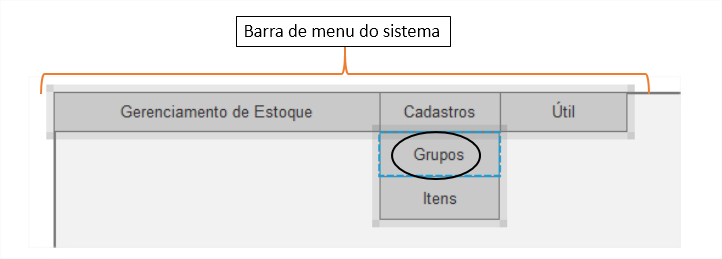 Barra de menu do sistema
Gerenciamento de Estoque Cadastros Útil
Grupos
Itens